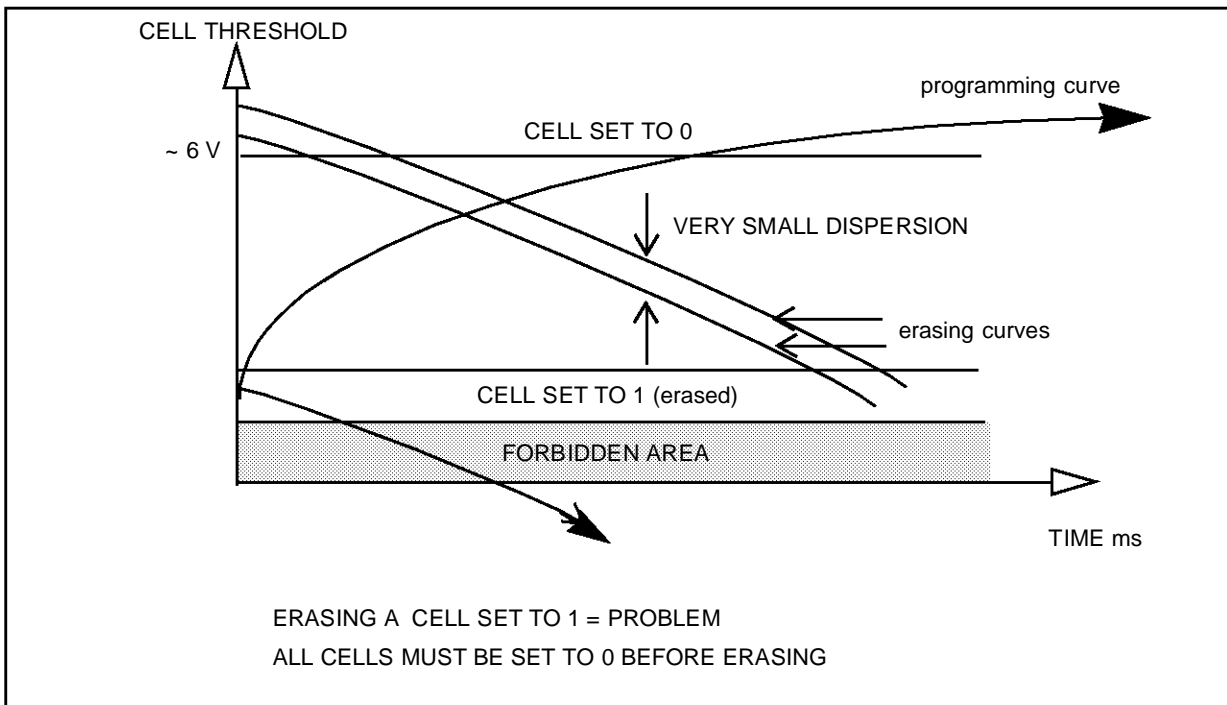 CELL THRESHOLD
programming curve
CELL SET TO 0
~ 6 V
VERY SMALL DISPERSION
erasing curves
CELL SET TO 1 (erased)
FORBIDDEN AREA
TIME ms
ERASING A CELL SET TO 1 = PROBLEM
ALL CELLS MUST BE SET TO 0 BEFORE ERASING